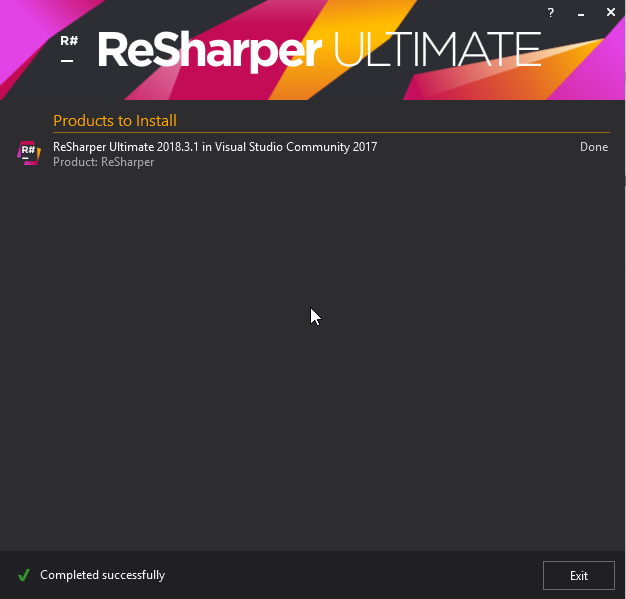 ?
R#
ReSharper ULTIMATE
Products to Install
R#
ReSharper Ultimate 2018.3.1 in Visual Studio Community 2017
Done
Product: ReSharper
Completed successfully
Exit